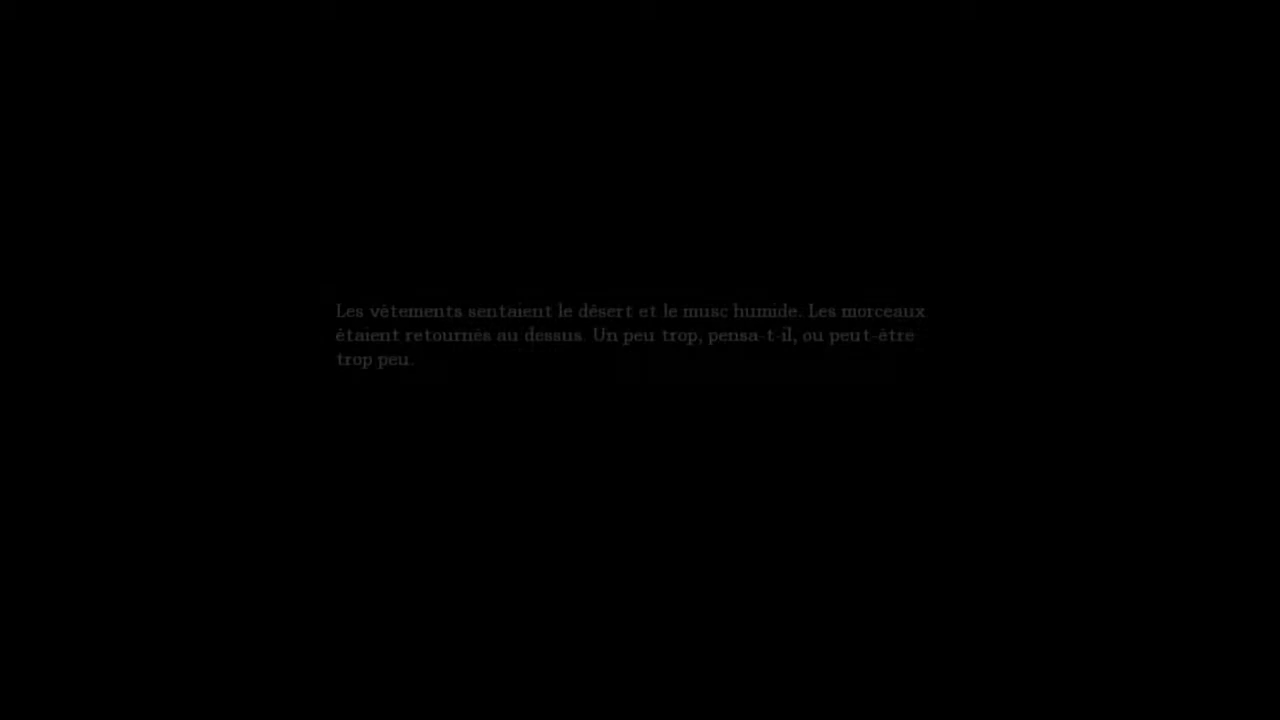 Les vêtements sentaient le désert et le musc humide. Les morceaux
étaient retournés au dessus. Un peu trop, pensa-t-il, ou peut-être
trop peu.